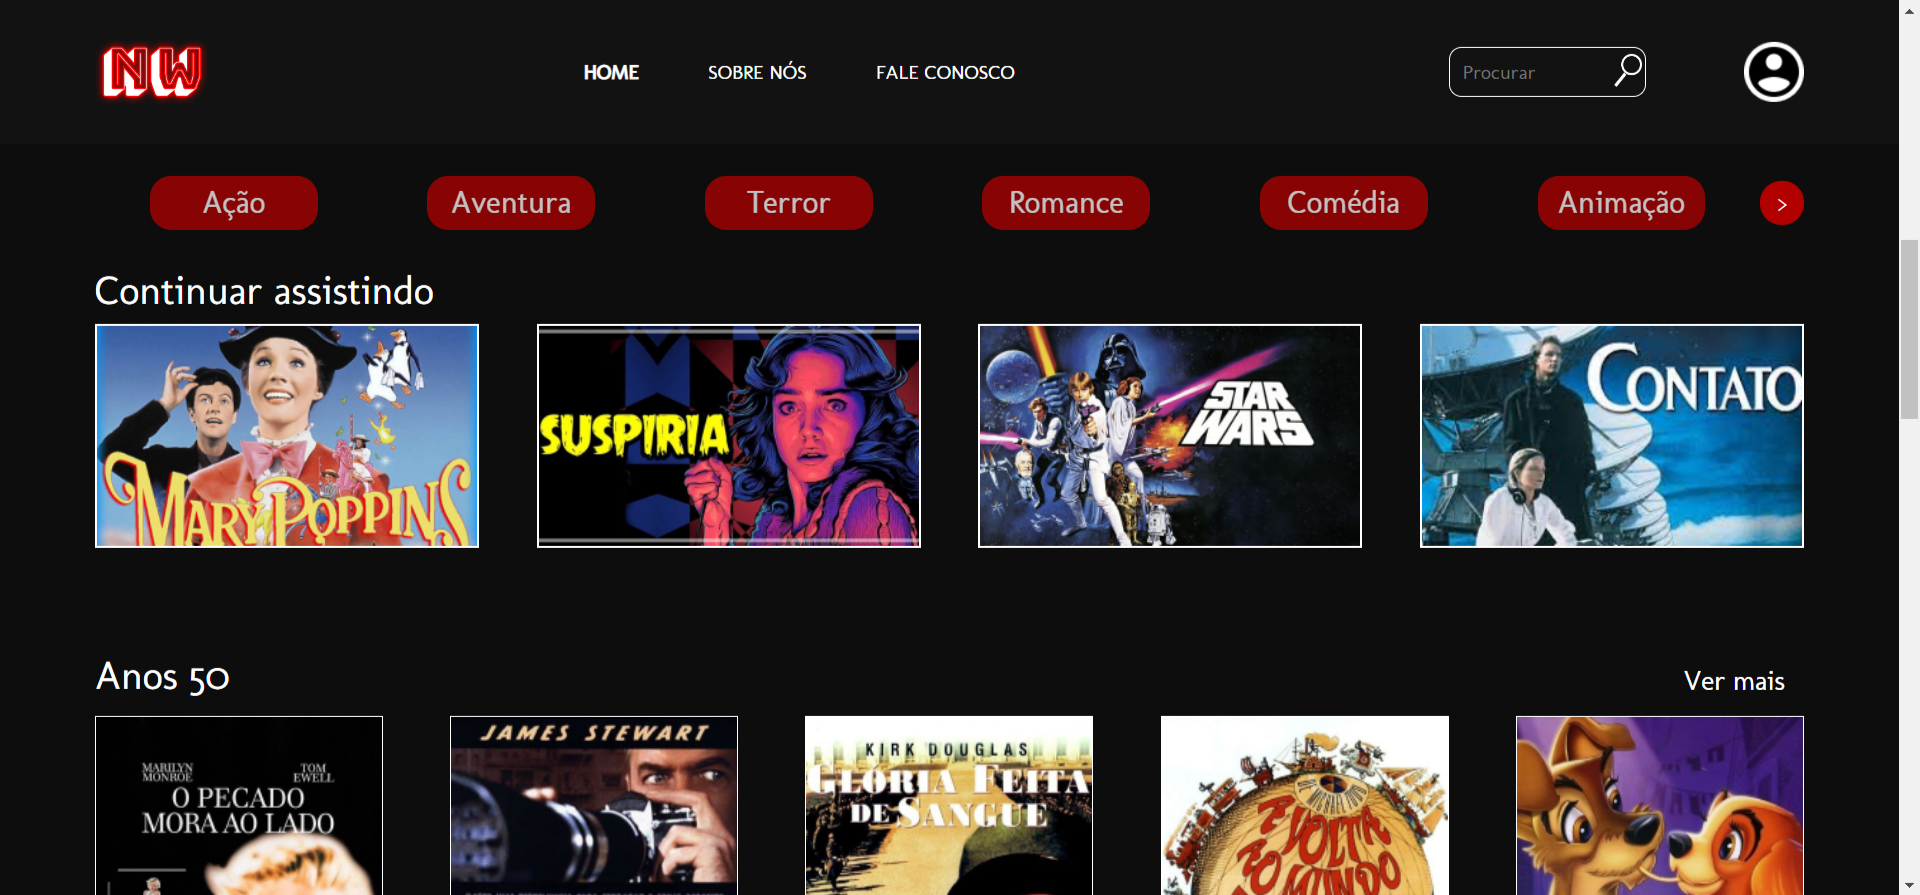 NW
HOME
SOBRE NÓS
FALE CONOSCO
Procurar
Ação
Aventura
Terror
Romance
Comédia
Animação
>
Continuar assistindo
MARY POPPINS
SUSPIRIA
STAR
WARS
CONTATO
Anos 50
Ver mais
MARILYN
MONROE
TOM
EWELL
O PECADO
MORA AO LADO
JAMES STEWART
KIRK DOUGLAS
GLÓRIA FEITA
DE SANGUE
A VOLTA
AO MUNDO